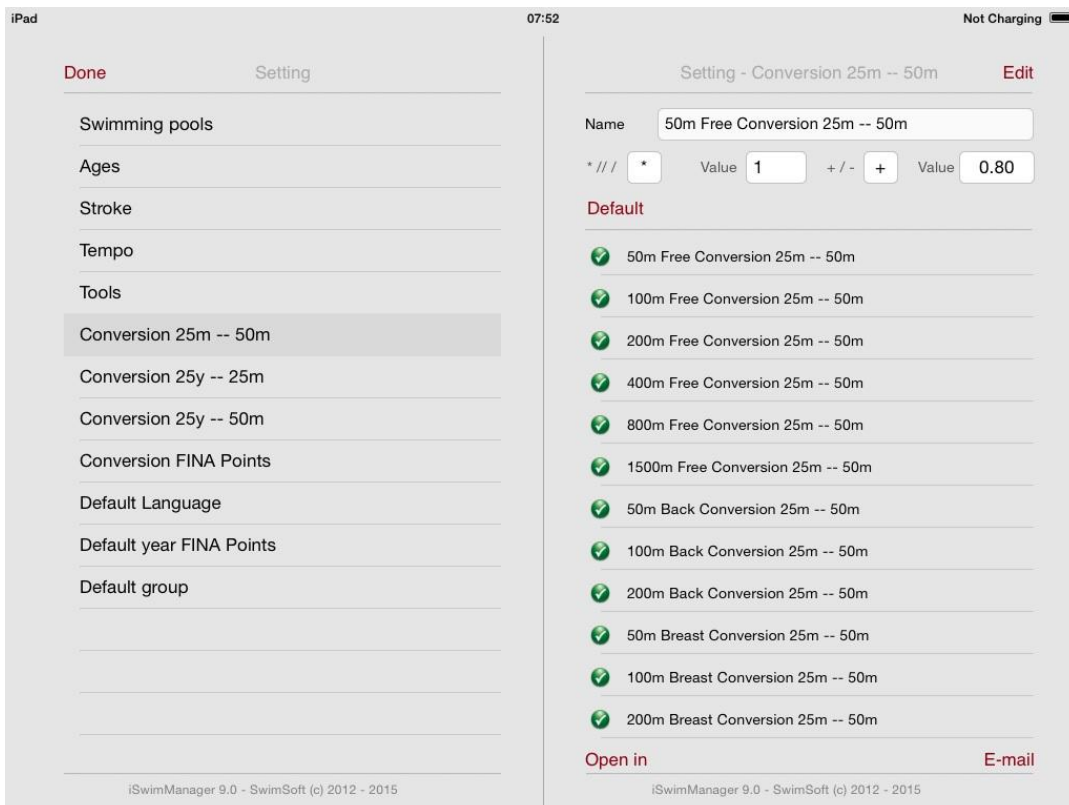 iPad 07:52 Not Charging
Done Setting
Swimming pools
Ages
Stroke
Tempo
Tools
Conversion 25m -- 50m
Conversion 25y -- 25m
Conversion 25y -- 50m
Conversion FINA Points
Default Language
Default year FINA Points
Default group
iSwimManager 9.0 - SwimSoft (c) 2012 - 2015
Setting - Conversion 25m -- 50m Edit
Name 50m Free Conversion 25m -- 50m
* // / * Value 1 + / - + Value 0.80
Default
50m Free Conversion 25m -- 50m
100m Free Conversion 25m -- 50m
200m Free Conversion 25m -- 50m
400m Free Conversion 25m -- 50m
800m Free Conversion 25m -- 50m
1500m Free Conversion 25m -- 50m
50m Back Conversion 25m -- 50m
100m Back Conversion 25m -- 50m
200m Back Conversion 25m -- 50m
50m Breast Conversion 25m -- 50m
100m Breast Conversion 25m -- 50m
200m Breast Conversion 25m -- 50m
Open in E-mail
iSwimManager 9.0 - SwimSoft (c) 2012 - 2015